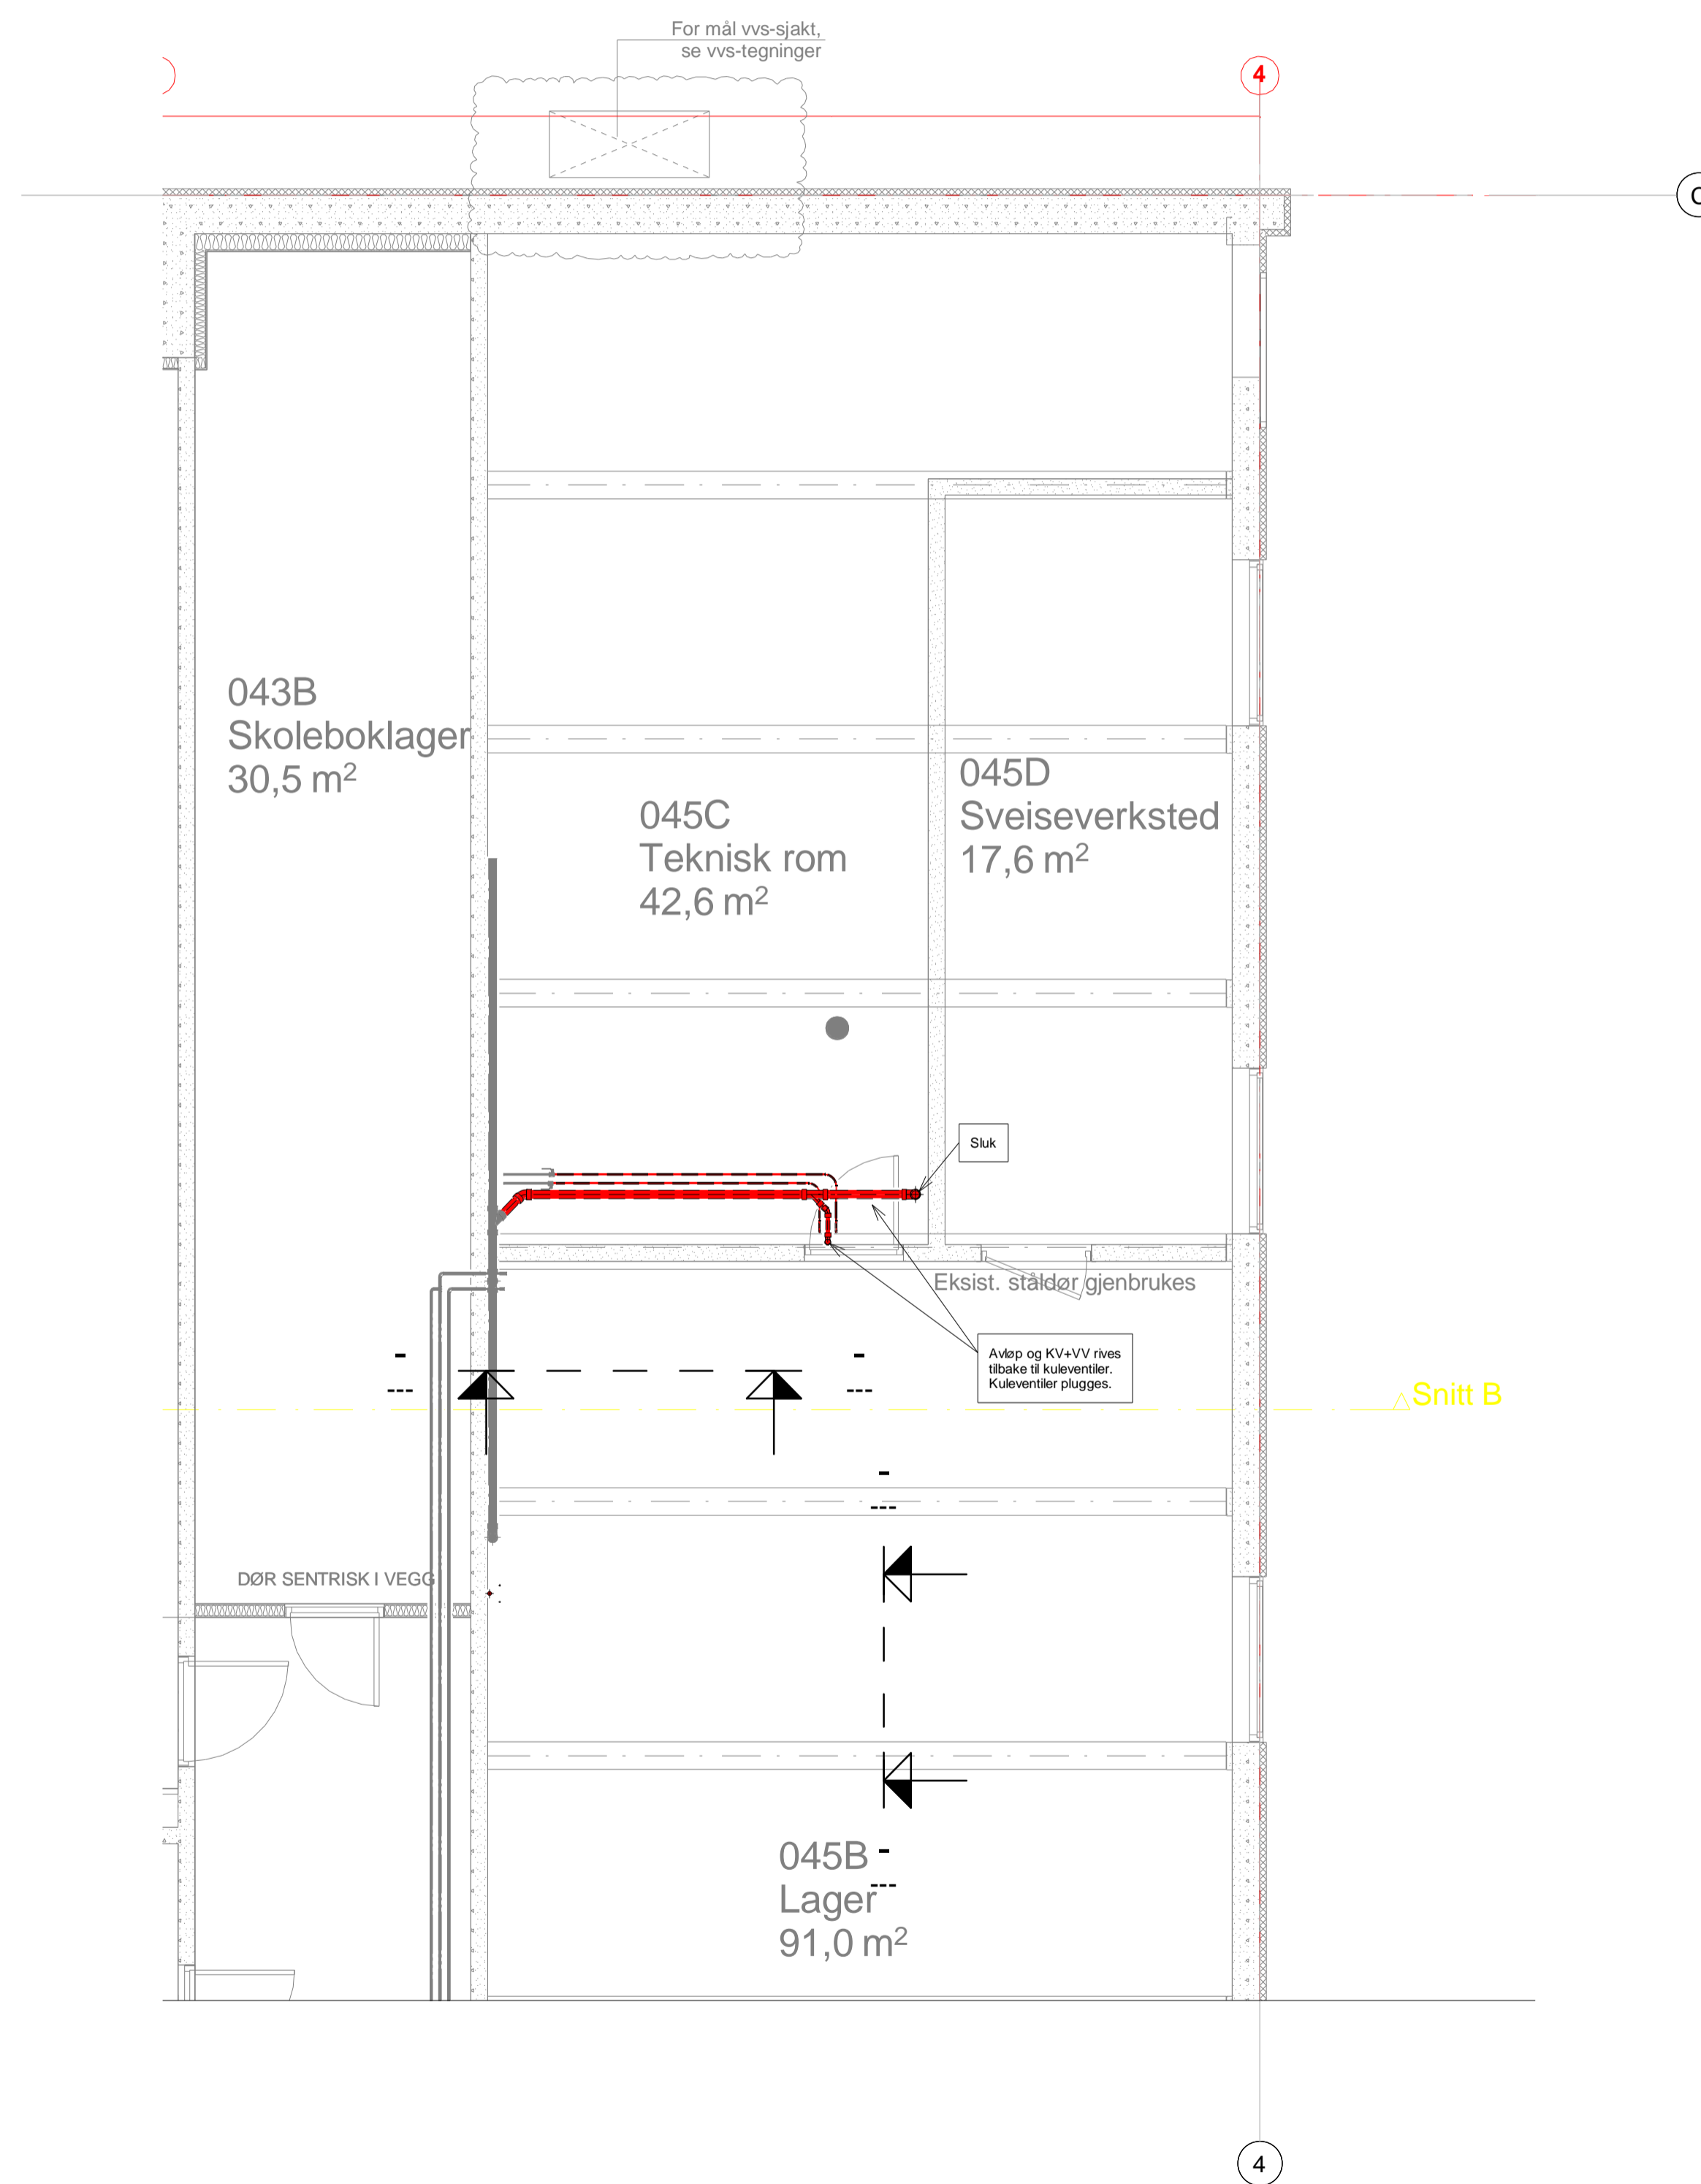 For mål vvs-sjakt,
se vvs-tegninger
4
043B
Skoleboklager
30,5 m²
045C
Teknisk rom
42,6 m²
045D
Sveiseverksted
17,6 m²
Sluk
Eksist. ståldør gjenbrukes
Avløp og KV+VV rives
tilbake til kuleventiler.
Kuleventiler plugges.
-
---
-
---
Snitt B
-
---
DØR SENTRISK I VEGG
045B
Lager
91,0 m²
-
---
4